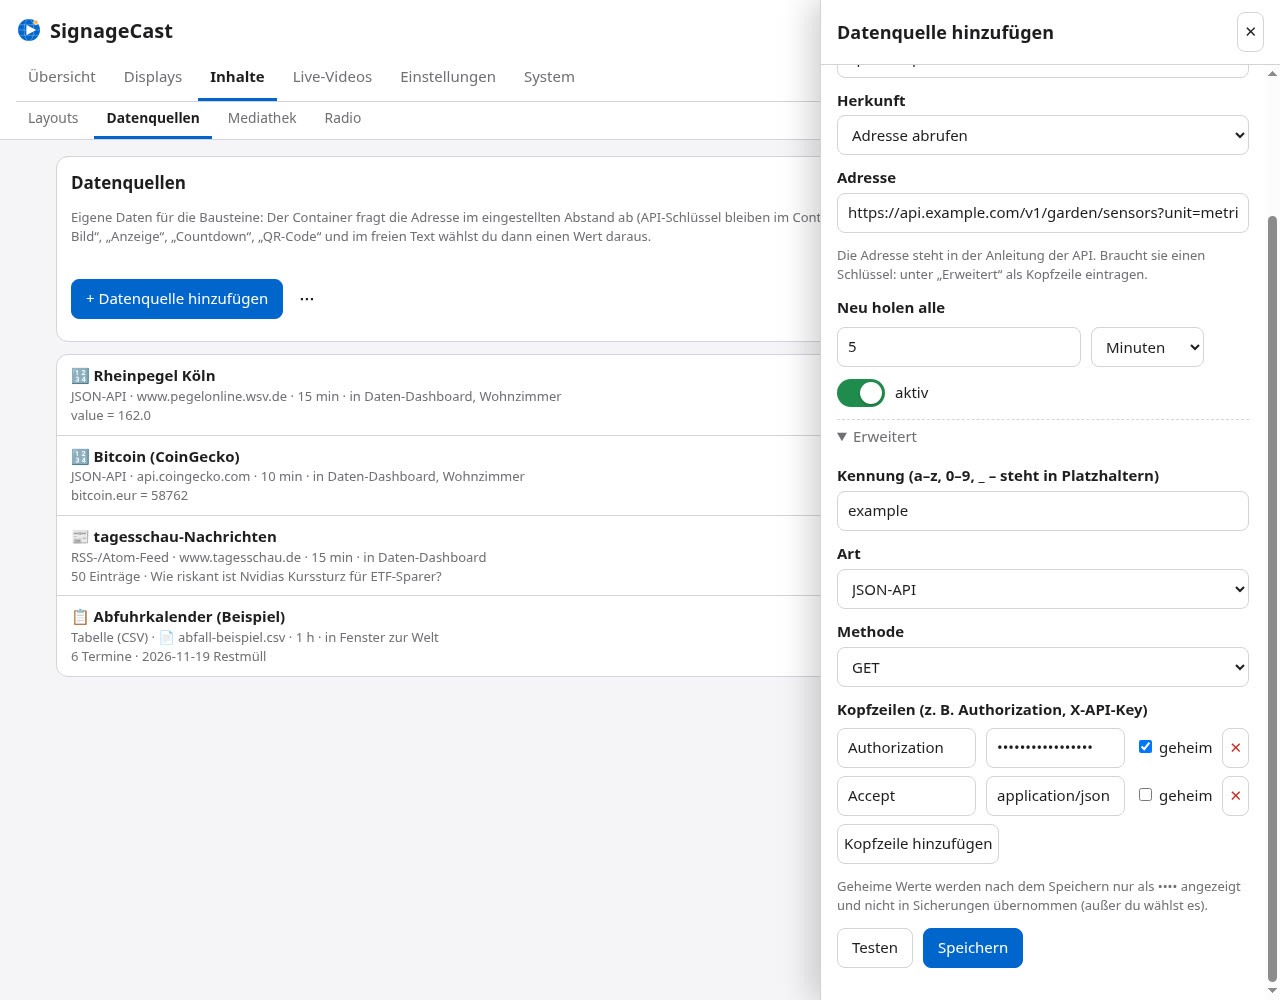 SignageCast
Übersicht
Displays
Inhalte
Live-Videos
Einstellungen
System
Layouts
Datenquellen
Mediathek
Radio
Datenquellen
Eigene Daten für die Bausteine: Der Container fragt die Adresse im eingestellten Abstand ab (API-Schlüssel bleiben im Cont
Bild“, „Anzeige“, „Countdown“, „QR-Code“ und im freien Text wählst du dann einen Wert daraus.
+ Datenquelle hinzufügen
⋯
Rheinpegel Köln
JSON-API · www.pegelonline.wsv.de · 15 min · in Daten-Dashboard, Wohnzimmer
value = 162.0
Bitcoin (CoinGecko)
JSON-API · api.coingecko.com · 10 min · in Daten-Dashboard, Wohnzimmer
bitcoin.eur = 58762
tagesschau-Nachrichten
RSS-/Atom-Feed · www.tagesschau.de · 15 min · in Daten-Dashboard
50 Einträge · Wie riskant ist Nvidias Kurssturz für ETF-Sparer?
Abfuhrkalender (Beispiel)
Tabelle (CSV) · 📄 abfall-beispiel.csv · 1 h · in Fenster zur Welt
6 Termine · 2026-11-19 Restmüll
Datenquelle hinzufügen
✕
Herkunft
Adresse abrufen
Adresse
https://api.example.com/v1/garden/sensors?unit=metri
Die Adresse steht in der Anleitung der API. Braucht sie einen
Schlüssel: unter „Erweitert“ als Kopfzeile eintragen.
Neu holen alle
5
Minuten
aktiv
▼ Erweitert
Kennung (a–z, 0–9, _ – steht in Platzhaltern)
example
Art
JSON-API
Methode
GET
Kopfzeilen (z. B. Authorization, X-API-Key)
Authorization
•••••••••••••••••
geheim
✕
Accept
application/json
geheim
✕
Kopfzeile hinzufügen
Geheime Werte werden nach dem Speichern nur als •••• angezeigt
und nicht in Sicherungen übernommen (außer du wählst es).
Testen
Speichern